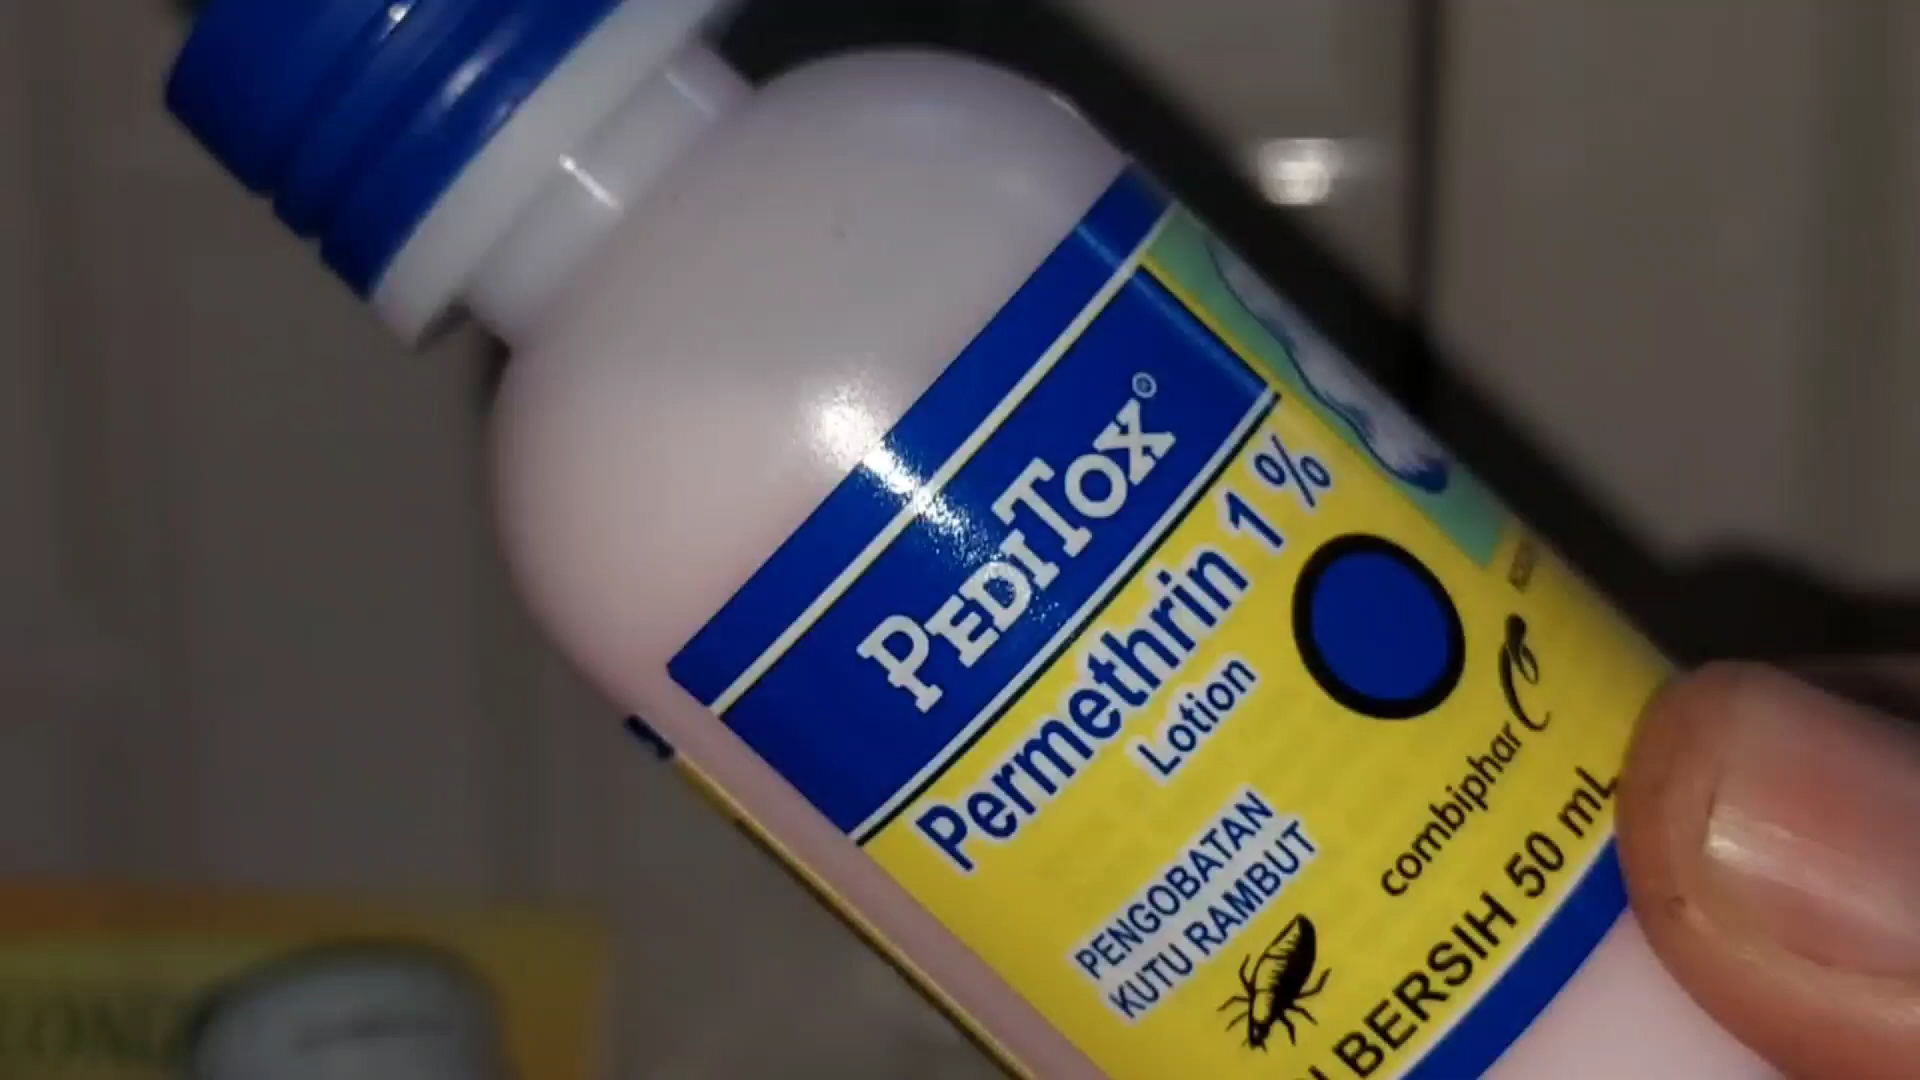 PEDITOX®
Permethrin 1 %
Lotion
combiphar
PENGOBATAN
KUTU RAMBUT
BERSIH 50 mL